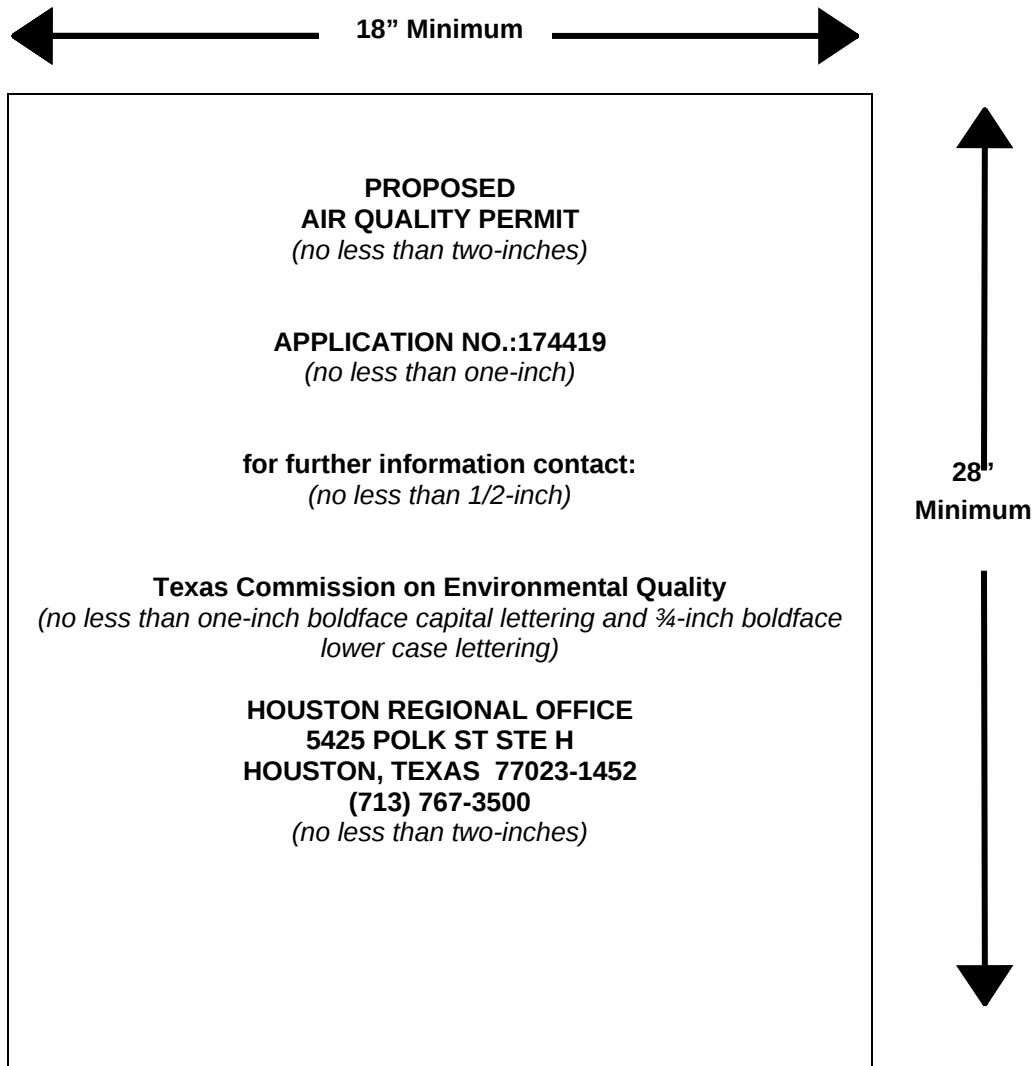 18” Minimum
PROPOSED
AIR QUALITY PERMIT
(no less than two-inches)
APPLICATION NO.:174419
(no less than one-inch)
for further information contact:
(no less than 1/2-inch)
28”
Minimum
Texas Commission on Environmental Quality
(no less than one-inch boldface capital lettering and ¾-inch boldface
lower case lettering)
HOUSTON REGIONAL OFFICE
5425 POLK ST STE H
HOUSTON, TEXAS  77023-1452
(713) 767-3500
(no less than two-inches)